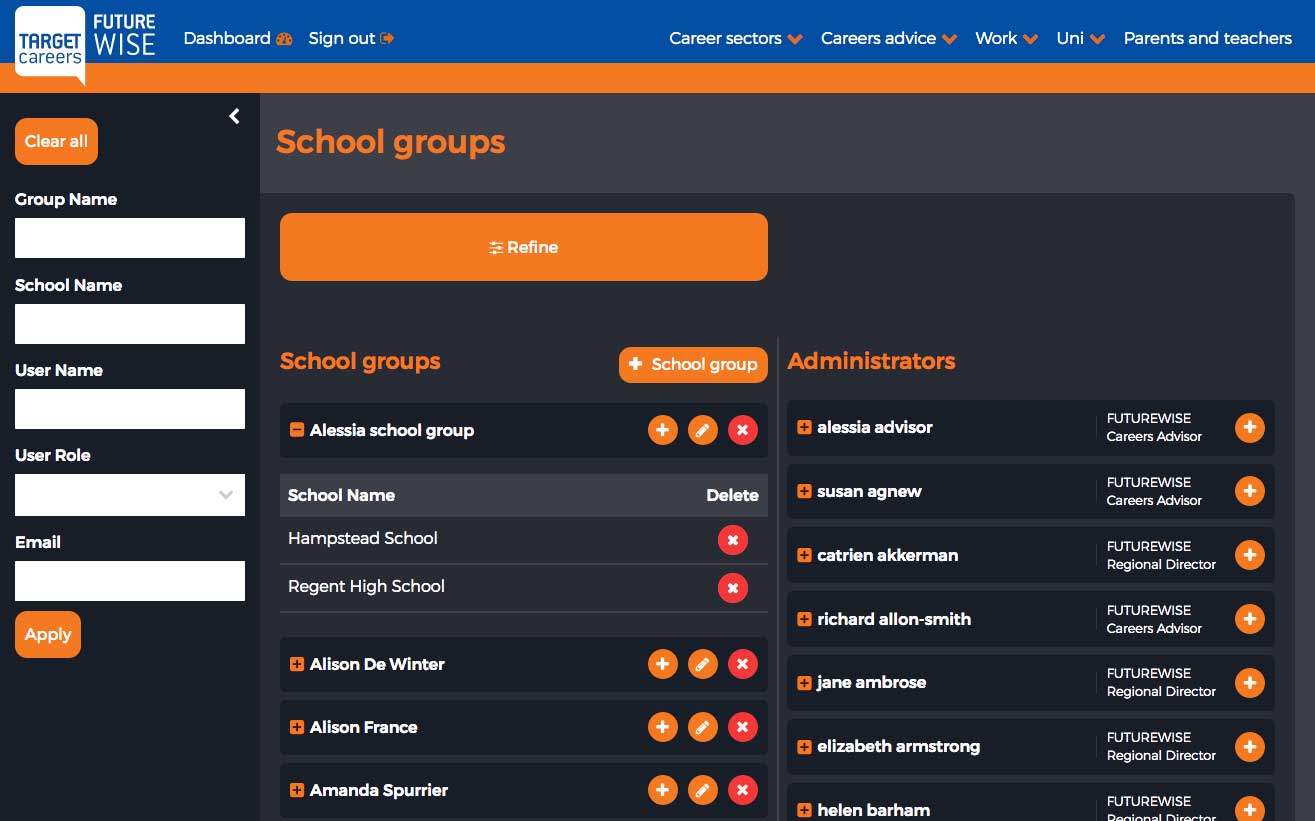 TARGET
careers
FUTURE
WISE
Dashboard
Sign out
Career sectors
Careers advice
Work
Uni
Parents and teachers
Clear all
Group Name
School Name
User Name
User Role
Email
Apply
School groups
Refine
School groups
School group
Alessia school group
School Name
Delete
Hampstead School
Regent High School
Alison De Winter
Alison France
Amanda Spurrier
Administrators
alessia advisor
FUTUREWISE
Careers Advisor
susan agnew
FUTUREWISE
Careers Advisor
catrien akkerman
FUTUREWISE
Regional Director
richard allon-smith
FUTUREWISE
Careers Advisor
jane ambrose
FUTUREWISE
Regional Director
elizabeth armstrong
FUTUREWISE
Regional Director
helen barham
FUTUREWISE
Regional Director